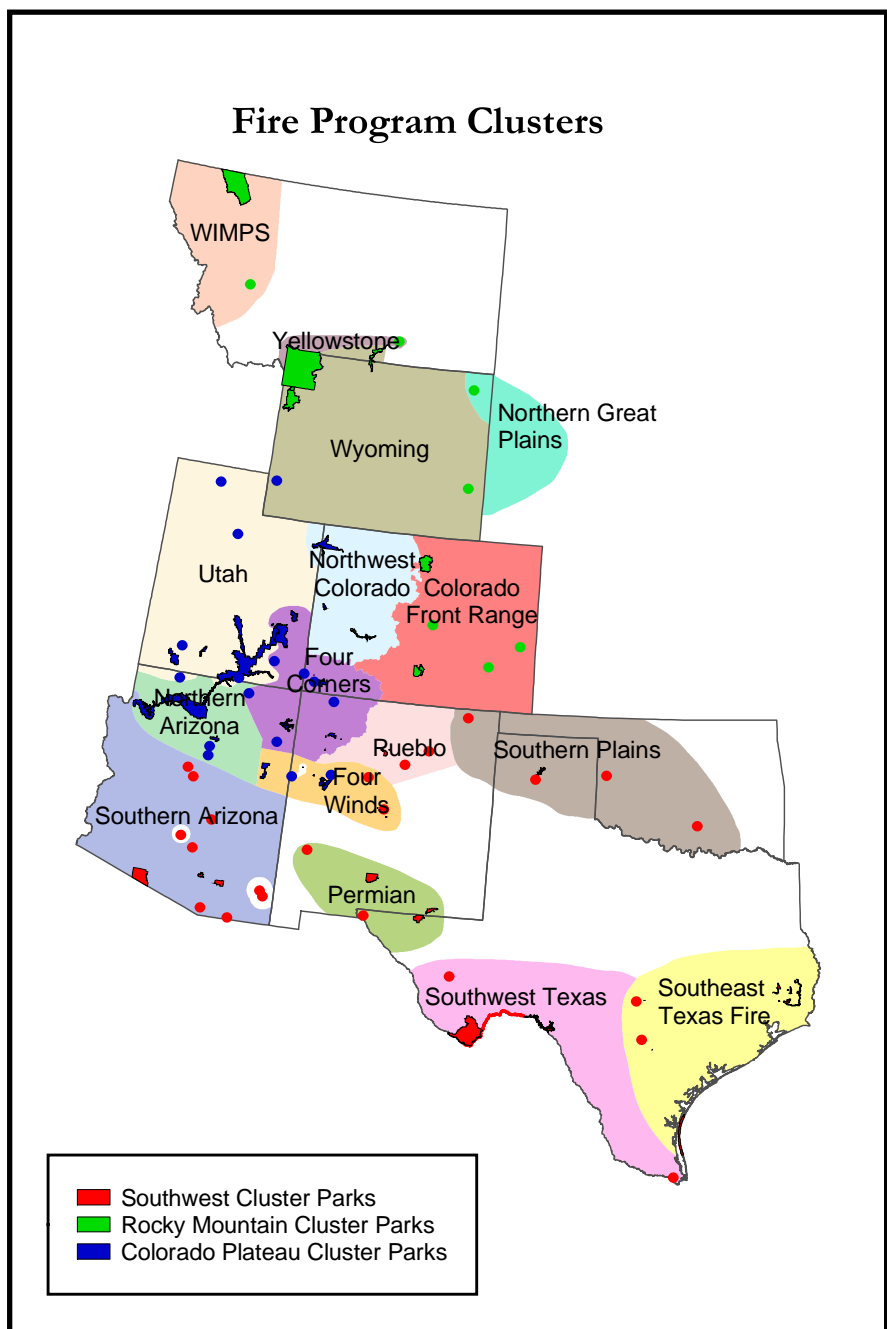 Fire Program Clusters
WIMPS
Yellowstone
Northern Great
Plains
Wyoming
Northwest
Colorado
Utah
Colorado
Front Range
Four
Corners
Northern
Arizona
Rueblo
Southern Plains
Four
Winds
Southern Arizona
Permian
Southwest Texas
Southeast
Texas Fire
Southwest Cluster Parks
Rocky Mountain Cluster Parks
Colorado Plateau Cluster Parks